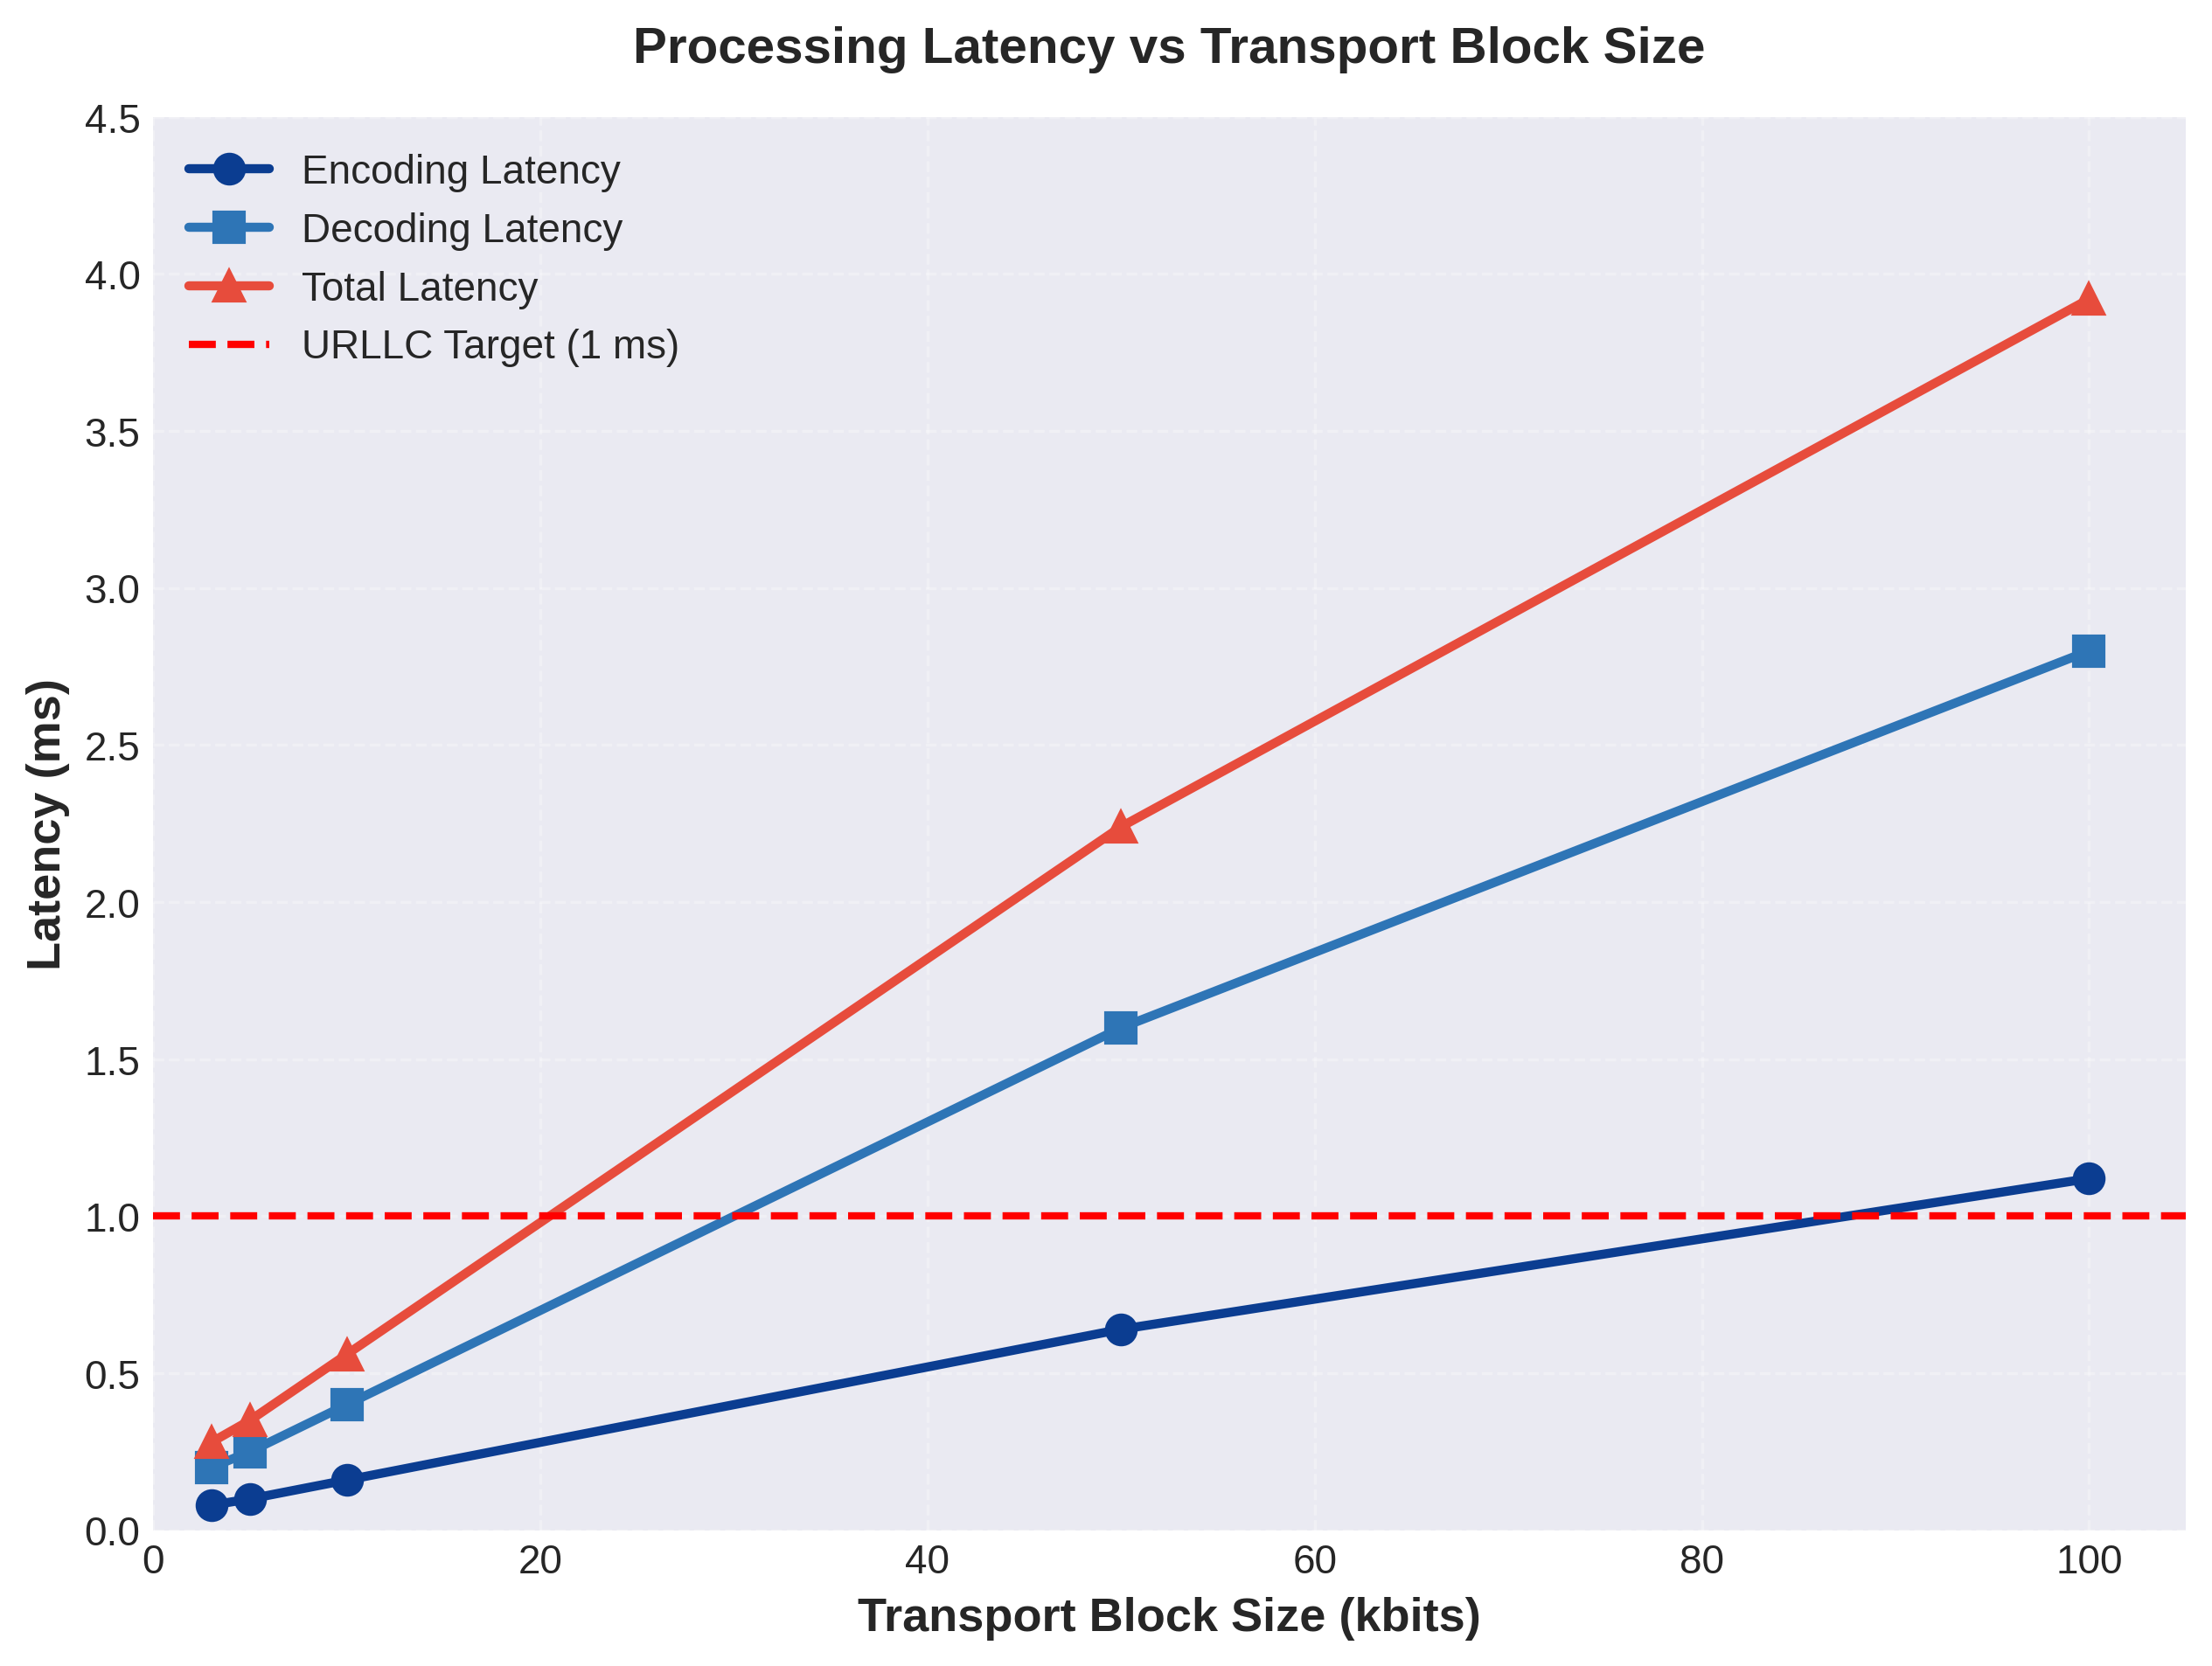 Processing Latency vs Transport Block Size
4.5
4.0
3.5
3.0
2.5
2.0
1.5
1.0
0.5
0.0
Encoding Latency
Decoding Latency
Total Latency
URLLC Target (1 ms)
Latency (ms)
0 20 40 60 80 100
Transport Block Size (kbits)